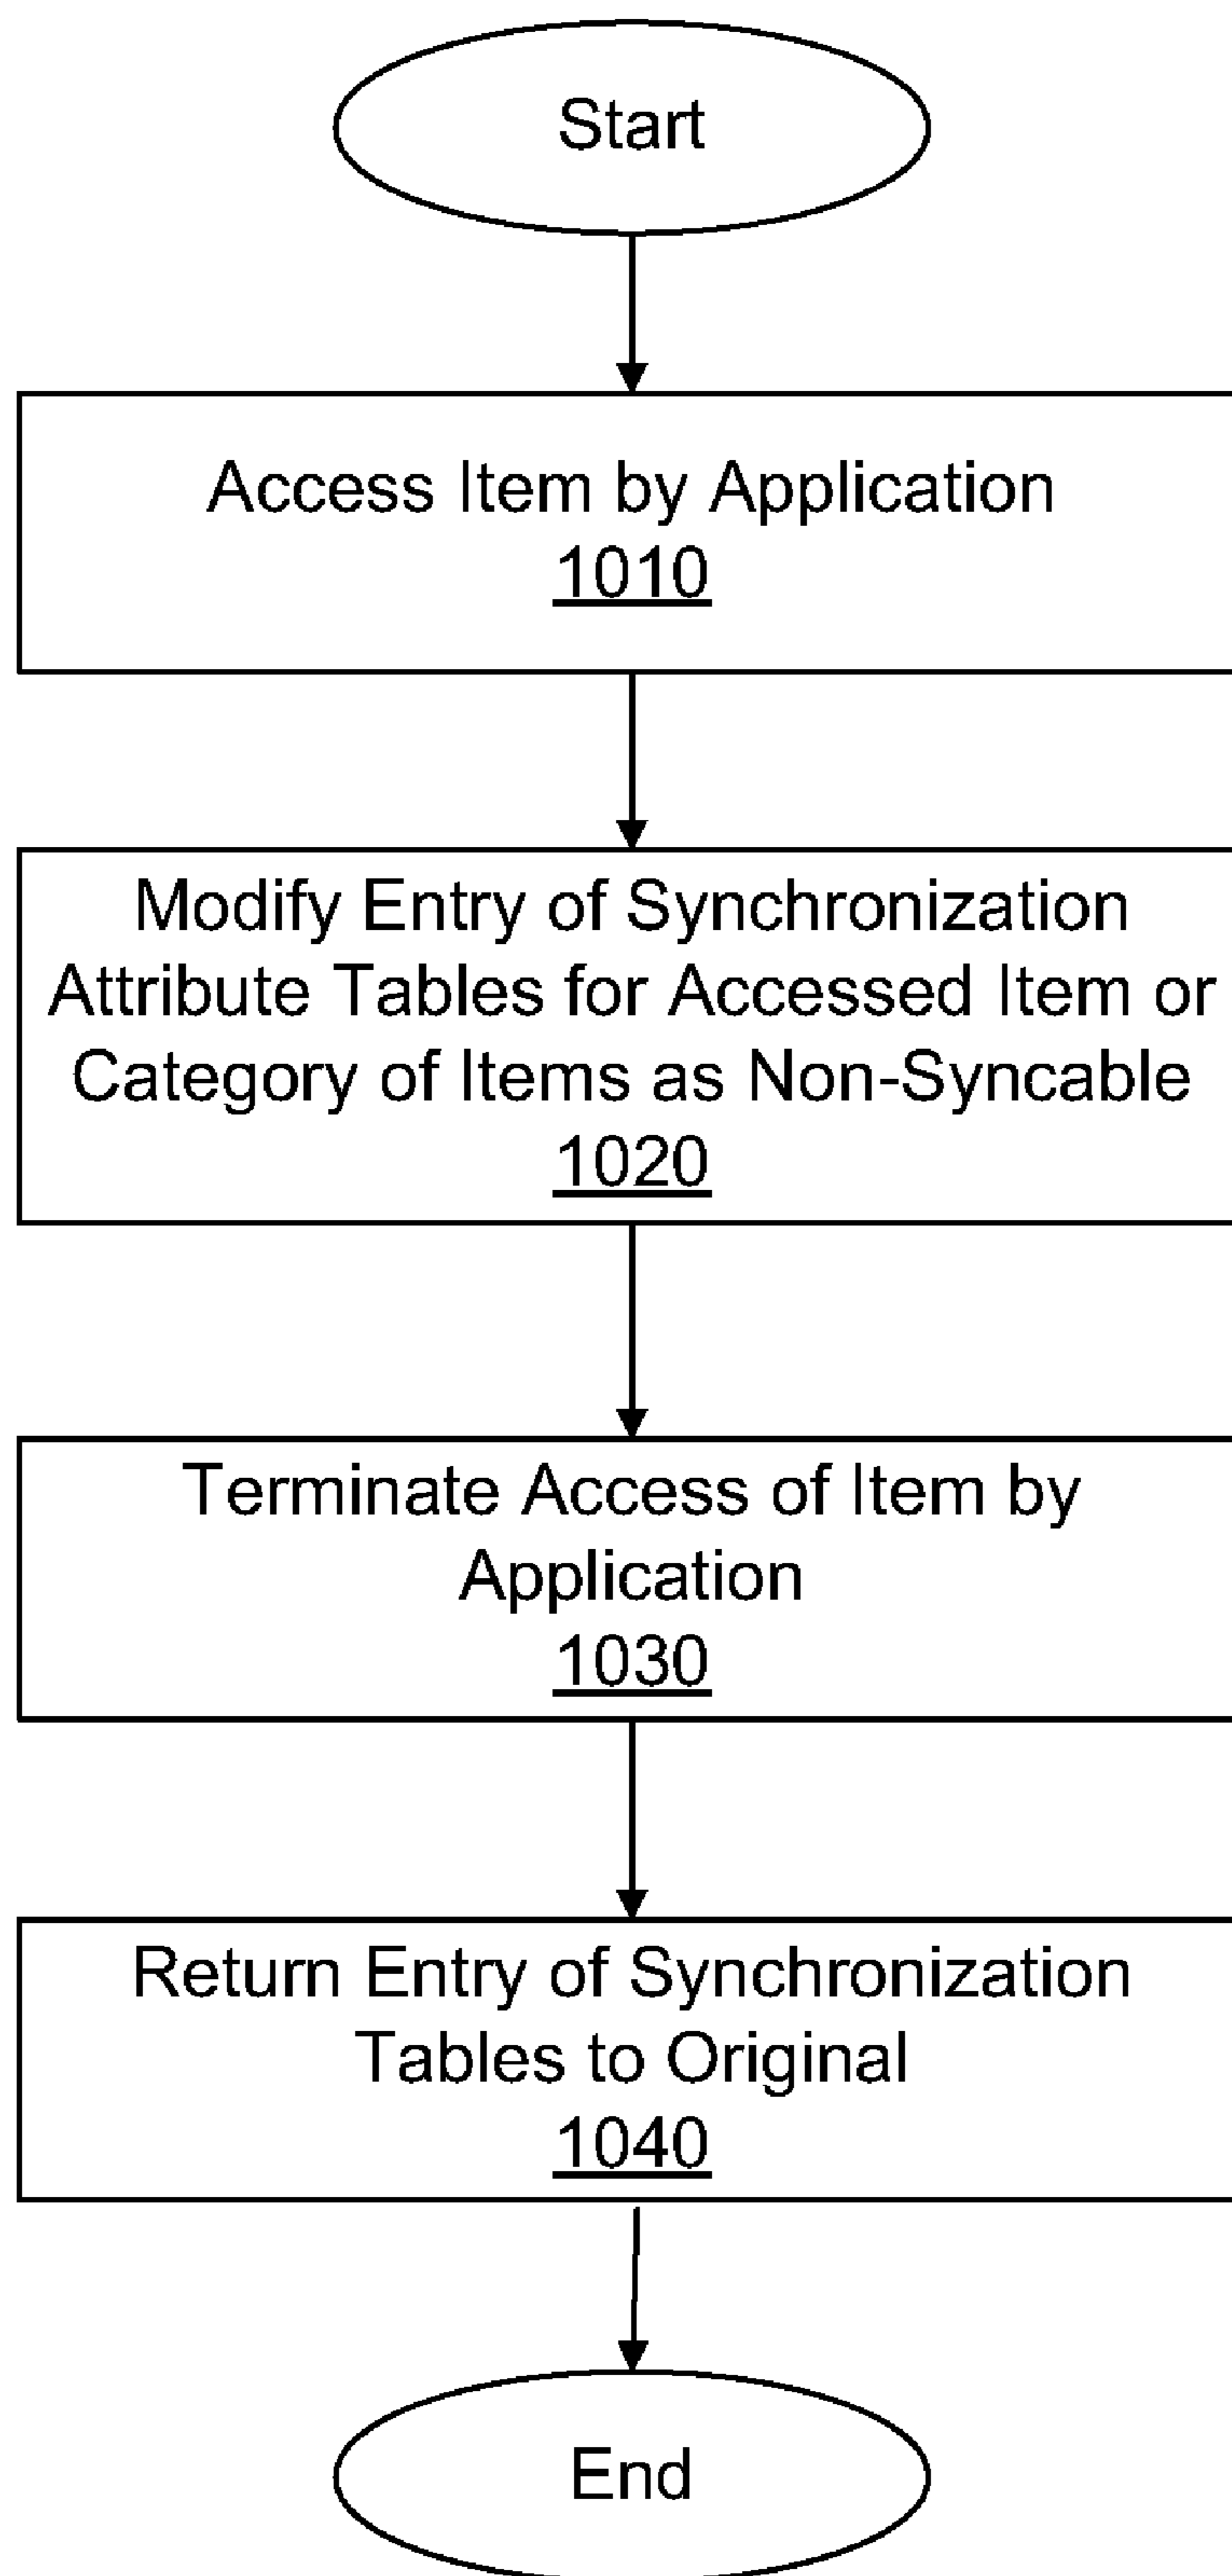 Start
Access Item by Application
1010
Modify Entry of Synchronization
Attribute Tables for Accessed Item or
Category of Items as Non-Syncable
1020
Terminate Access of Item by
Application
1030
Return Entry of Synchronization
Tables to Original
1040
End